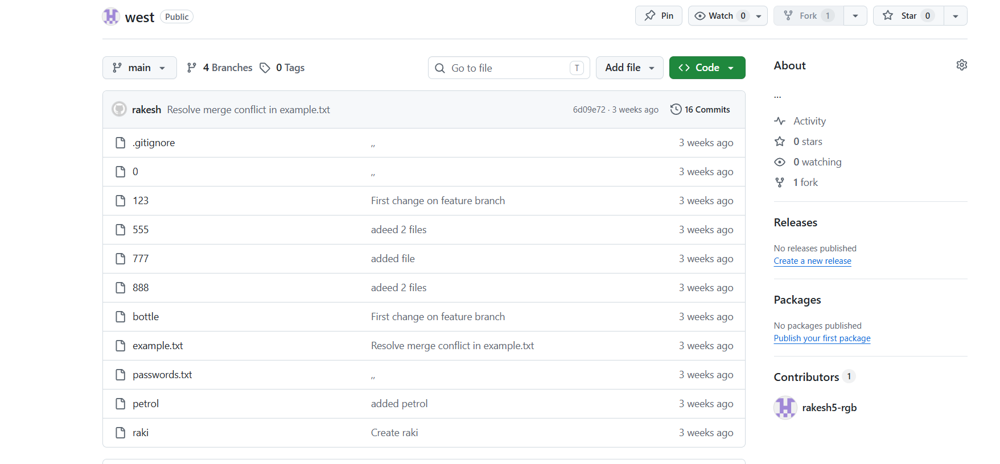 west Public
Pin
Watch 0
Fork 1
Star 0
main
4 Branches
0 Tags
Go to file T
Add file
Code
rakesh Resolve merge conflict in example.txt 6d09e72 · 3 weeks ago 16 Commits
.gitignore ,, 3 weeks ago
0 ,, 3 weeks ago
123 First change on feature branch 3 weeks ago
555 adeed 2 files 3 weeks ago
777 added file 3 weeks ago
888 adeed 2 files 3 weeks ago
bottle First change on feature branch 3 weeks ago
example.txt Resolve merge conflict in example.txt 3 weeks ago
passwords.txt ,, 3 weeks ago
petrol added petrol 3 weeks ago
raki Create raki 3 weeks ago
About
...
Activity
0 stars
0 watching
1 fork
Releases
No releases published
Create a new release
Packages
No packages published
Publish your first package
Contributors 1
rakesh5-rgb